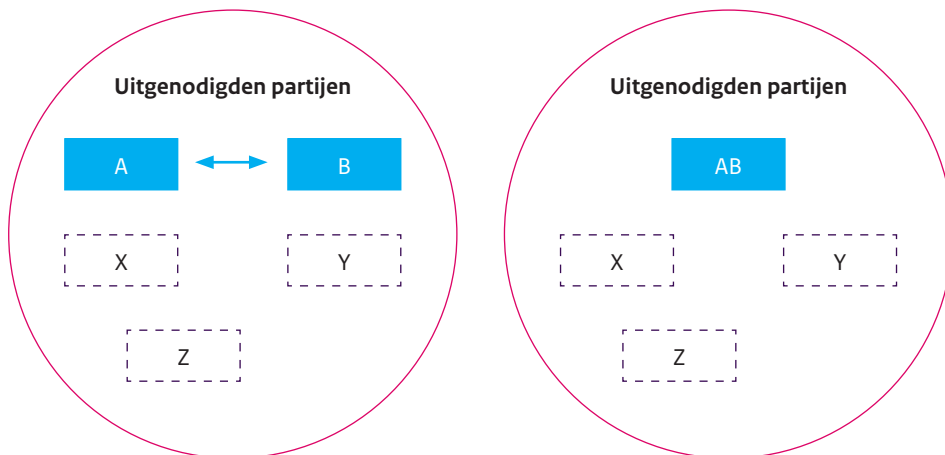 Uitgenodigden partijen
A
B
X
Y
Z
Uitgenodigden partijen
AB
X
Y
Z